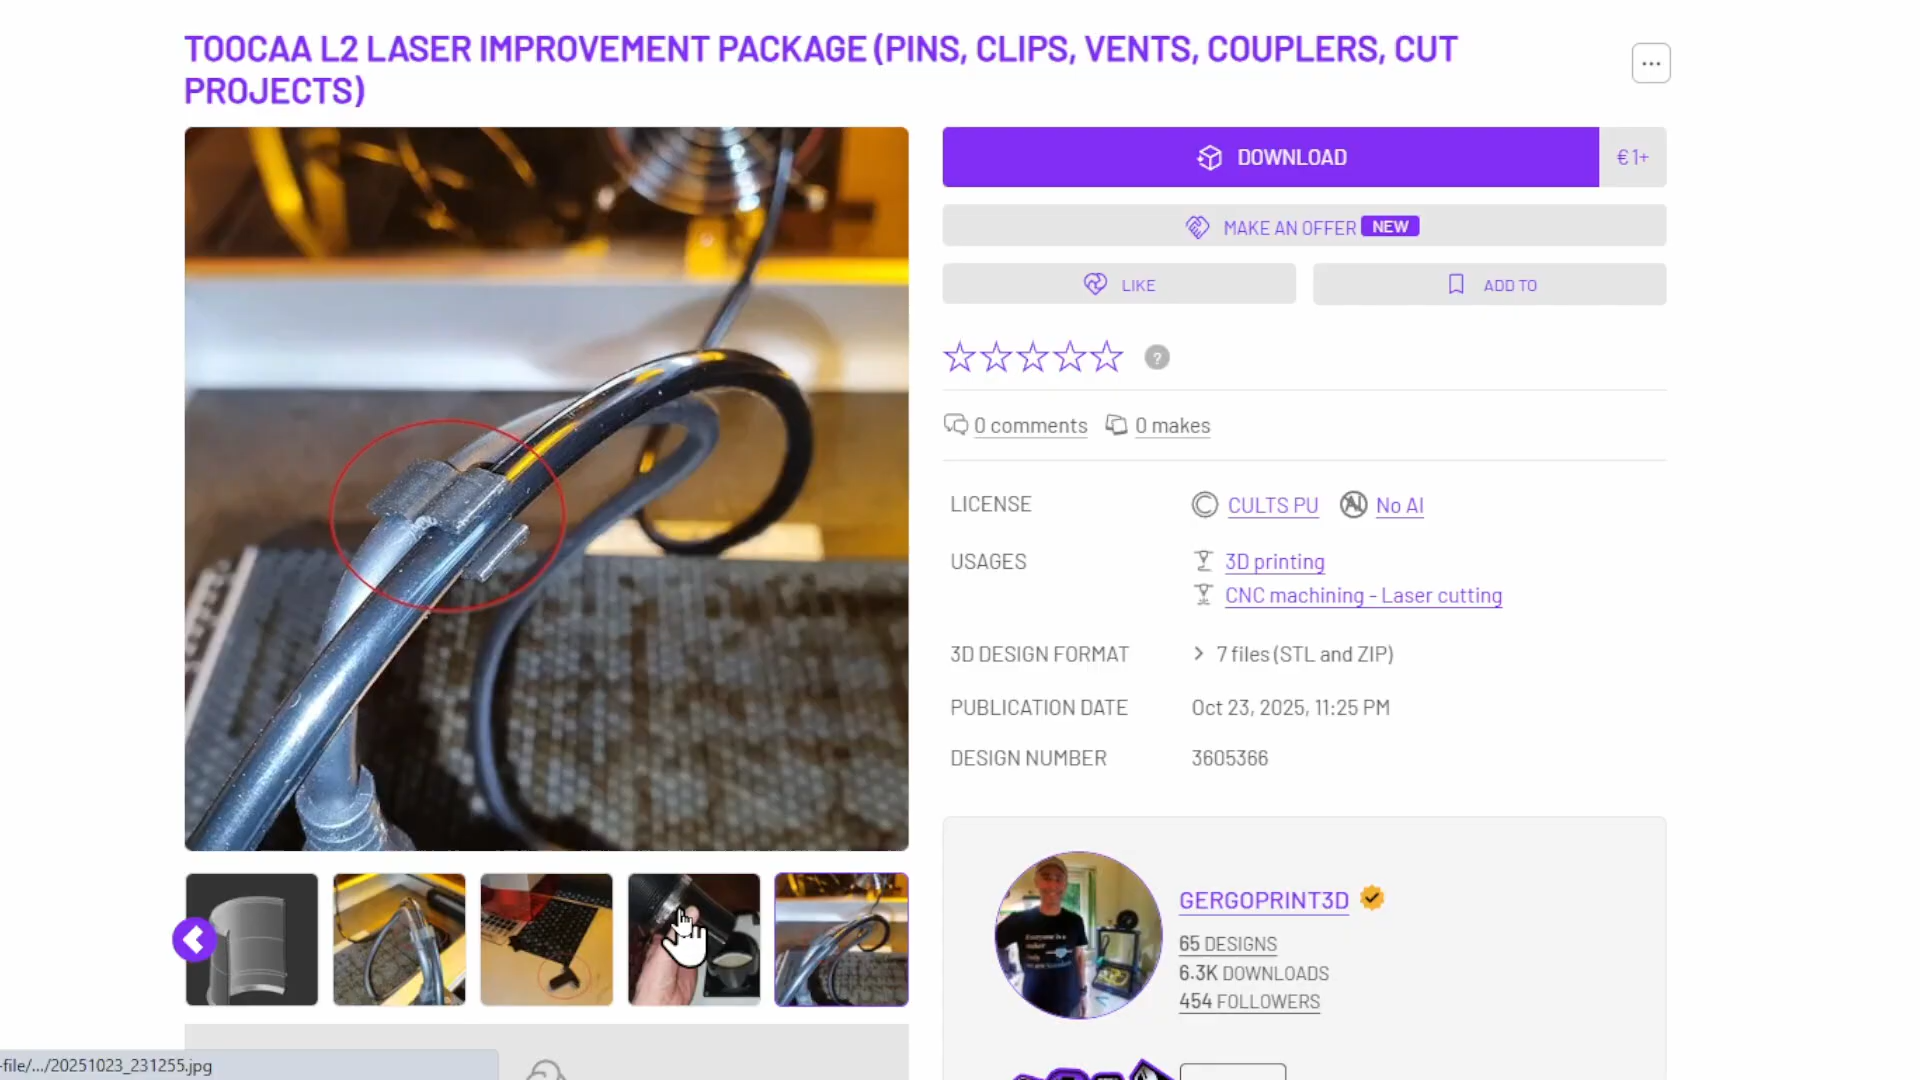 TOOCAA L2 LASER IMPROVEMENT PACKAGE (PINS, CLIPS, VENTS, COUPLERS, CUT
PROJECTS)
DOWNLOAD
€ 1+
MAKE AN OFFER NEW
LIKE
ADD TO
?
0 comments
0 makes
LICENSE
CULTS PU
No AI
USAGES
3D printing
CNC machining - Laser cutting
3D DESIGN FORMAT
7 files (STL and ZIP)
PUBLICATION DATE
Oct 23, 2025, 11:25 PM
DESIGN NUMBER
3605366
GERGOPRINT3D
65 DESIGNS
6.3K DOWNLOADS
454 FOLLOWERS
-file/.../20251023_231255.jpg